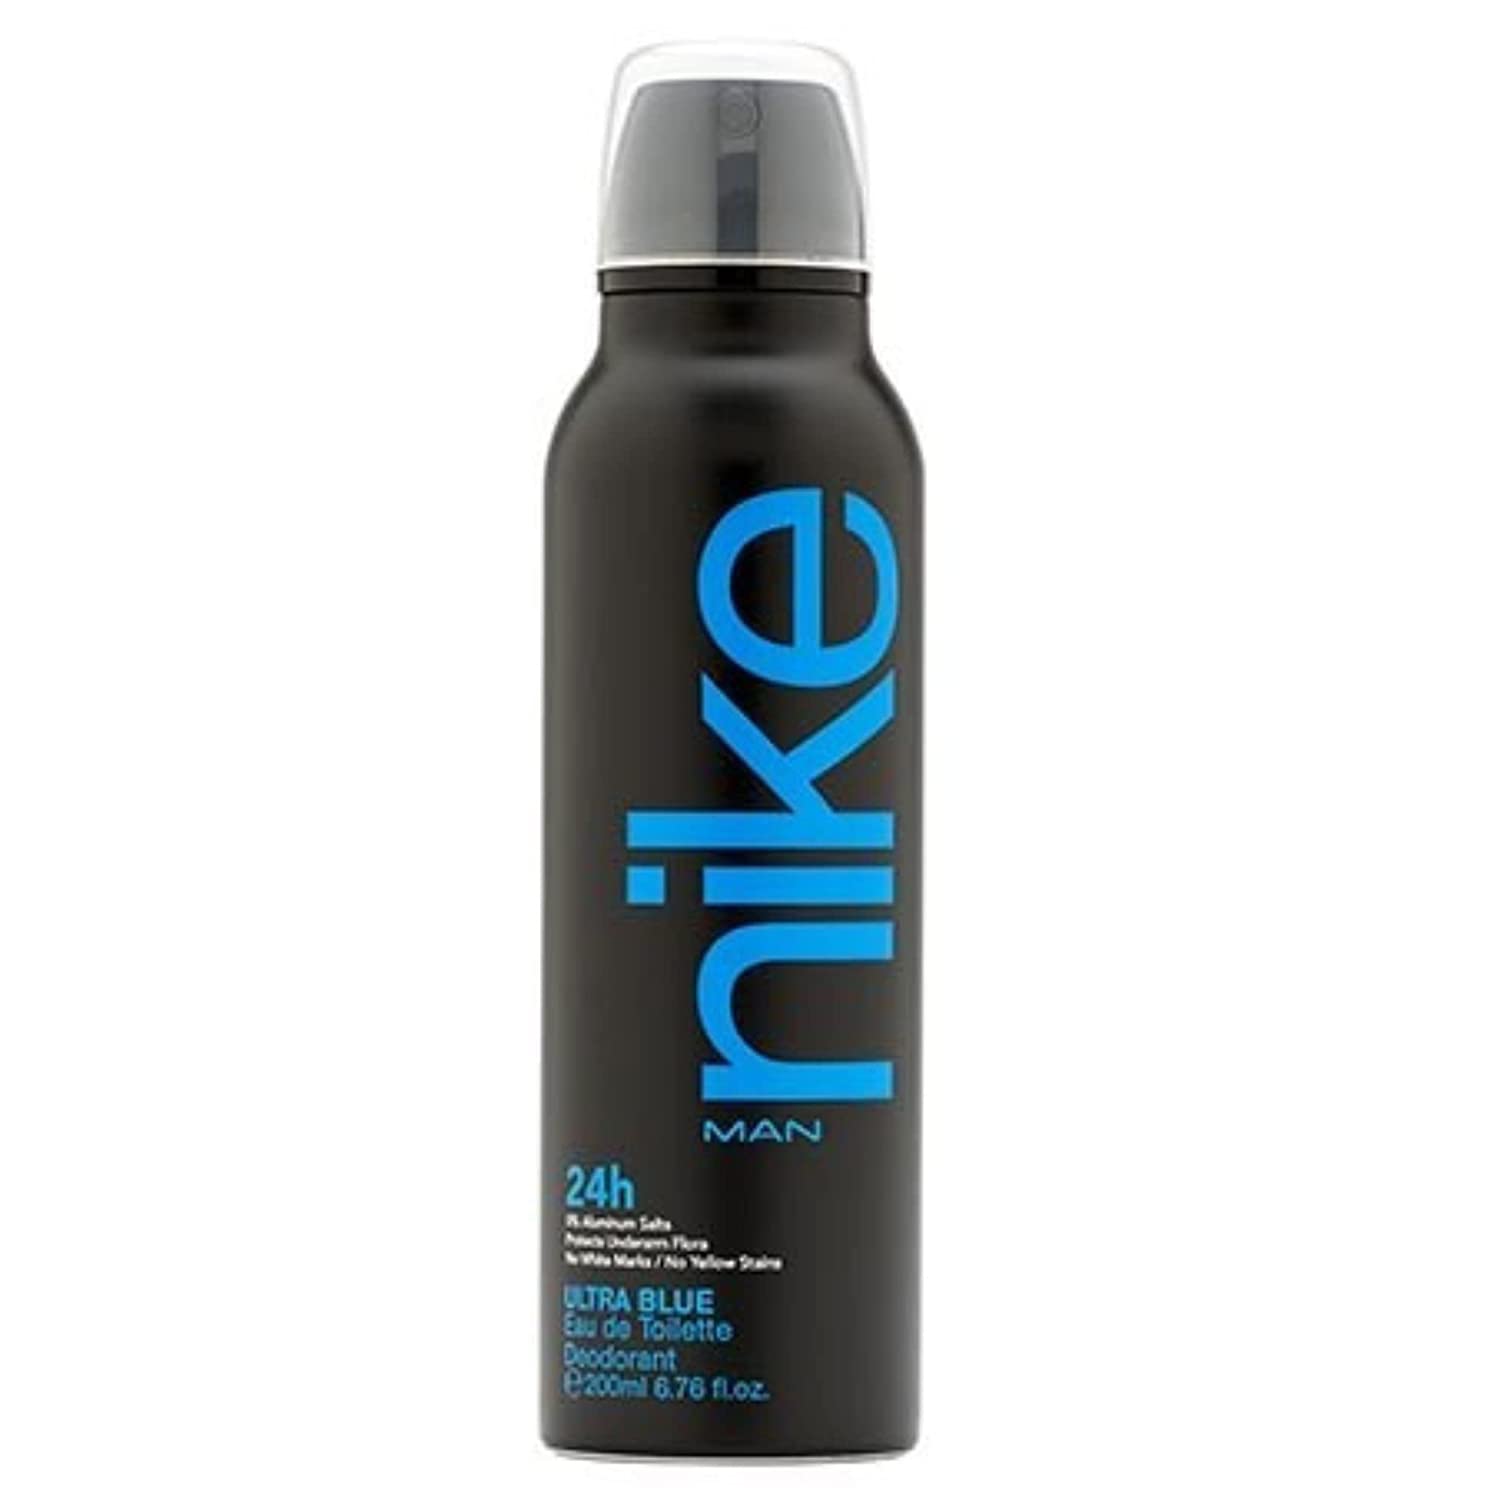 nike
MAN
24h
0% Aluminum Salts
Protects Underarm Flora
No White Marks / No Yellow Stains
ULTRA BLUE
Eau de Toilette
Deodorant
℮200ml 6.76 fl.oz.